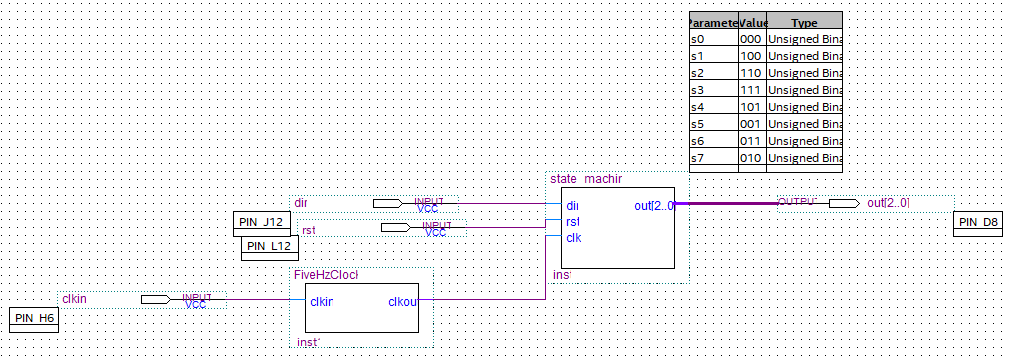 Parameter Value Type
s0 000 Unsigned Bina
s1 100 Unsigned Bina
s2 110 Unsigned Bina
s3 111 Unsigned Bina
s4 101 Unsigned Bina
s5 001 Unsigned Bina
s6 011 Unsigned Bina
s7 010 Unsigned Bina
state_machin
dir INPUT VCC
dir out[2..0]
OUTPUT out[2..0]
PIN_J12
rst INPUT VCC
rst
PIN_D8
clk
PIN_L12
inst
FiveHzClock
clkin INPUT VCC
clkin clkout
PIN_H6
inst1